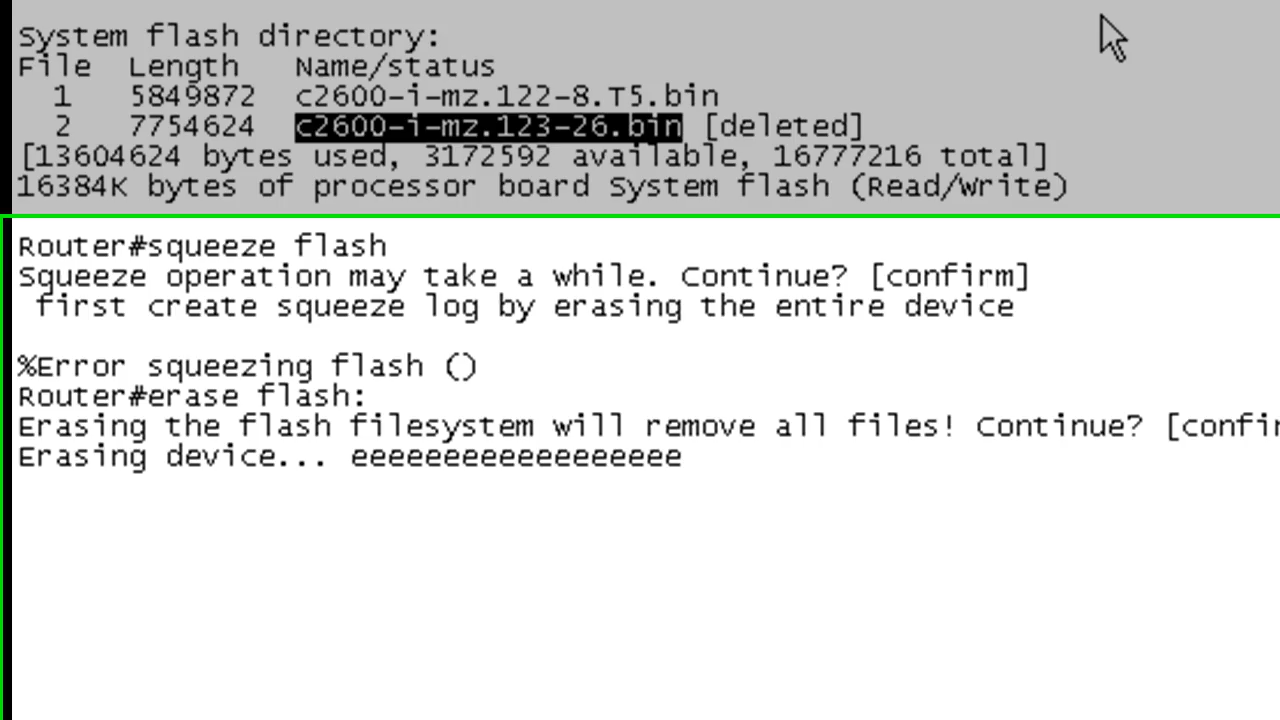 System flash directory:
File Length Name/status
1 5849872 c2600-i-mz.122-8.T5.bin
2 7754624 c2600-i-mz.123-26.bin [deleted]
[13604624 bytes used, 3172592 available, 16777216 total]
16384K bytes of processor board System flash (Read/Write)
Router#squeeze flash
Squeeze operation may take a while. Continue? [confirm]
first create squeeze log by erasing the entire device
%Error squeezing flash ()
Router#erase flash:
Erasing the flash filesystem will remove all files! Continue? [confir
Erasing device... eeeeeeeeeeeeeeeeee